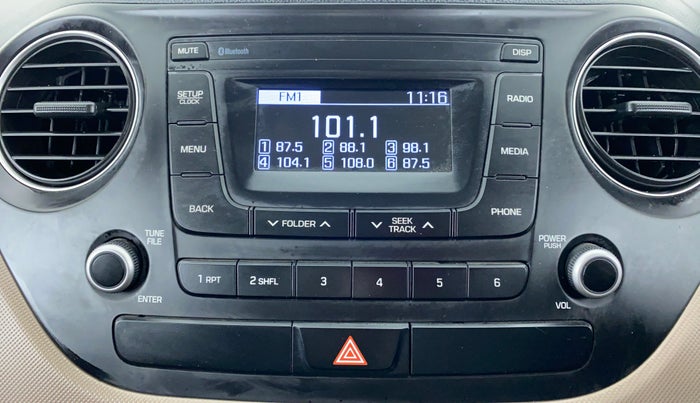 MUTE
Bluetooth
DISP
SETUP
CLOCK
FM1
11:16
RADIO
101.1
MENU
1 87.5 2 88.1 3 98.1
4 104.1 5 108.0 6 87.5
MEDIA
BACK
FOLDER
SEEK
TRACK
PHONE
TUNE
FILE
POWER
PUSH
1 RPT
2 SHFL
3
4
5
6
ENTER
VOL